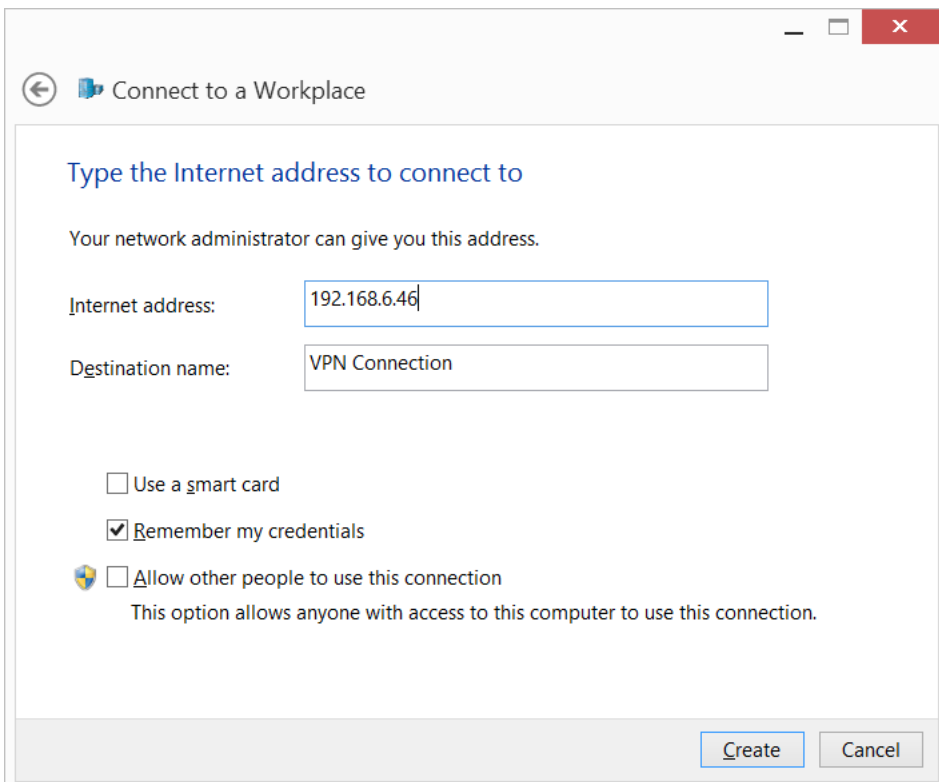 Connect to a Workplace
Type the Internet address to connect to
Your network administrator can give you this address.
Internet address:
192.168.6.46
Destination name:
VPN Connection
Use a smart card
Remember my credentials
Allow other people to use this connection
This option allows anyone with access to this computer to use this connection.
Create
Cancel